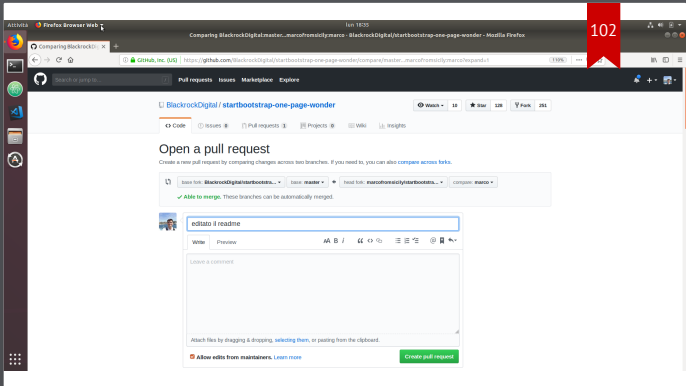 Attività Firefox Browser Web lun 16:35
102
Comparing BlackrockDigital:master...marcofromsicily:marco · BlackrockDigital/startbootstrap-one-page-wonder - Mozilla Firefox
Comparing BlackrockDi
GitHub, Inc. (US) https://github.com/BlackrockDigital/startbootstrap-one-page-wonder/compare/master...marcofromsicily:marco?expand=1 110%
Search or jump to... Pull requests Issues Marketplace Explore
BlackrockDigital / startbootstrap-one-page-wonder Watch 10 Star 128 Fork 251
Code Issues 0 Pull requests 1 Projects 0 Wiki Insights
Open a pull request
Create a new pull request by comparing changes across two branches. If you need to, you can also compare across forks.
base fork: BlackrockDigital/startbootstra... base: master head fork: marcofromsicily/startbootstra... compare: marco
Able to merge. These branches can be automatically merged.
editato il readme
Write Preview AA B i
Leave a comment
Attach files by dragging & dropping, selecting them, or pasting from the clipboard.
Allow edits from maintainers. Learn more Create pull request